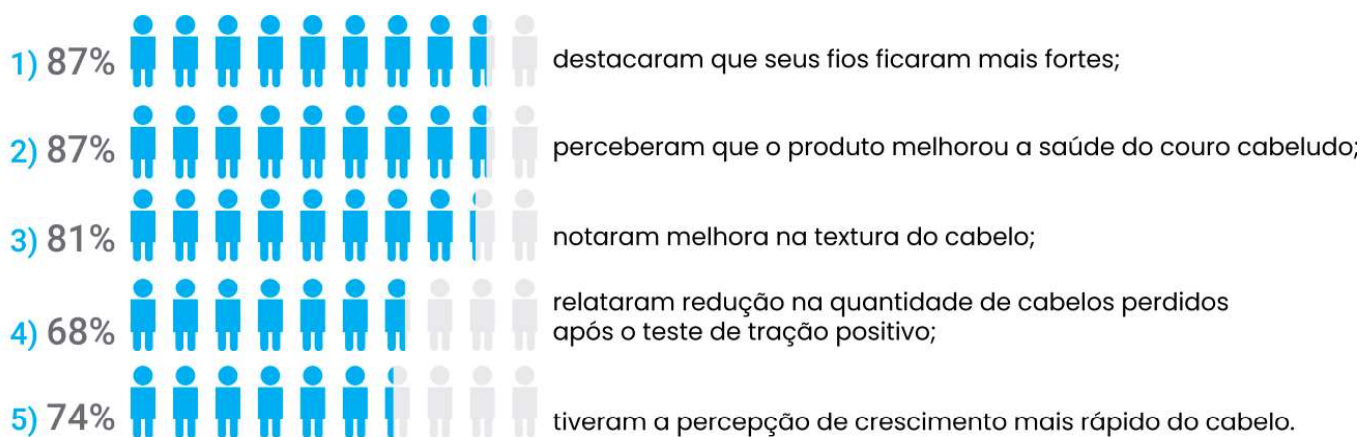 1) 87% destacaram que seus fios ficaram mais fortes;
2) 87% perceberam que o produto melhorou a saúde do couro cabeludo;
3) 81% notaram melhora na textura do cabelo;
4) 68% relataram redução na quantidade de cabelos perdidos
após o teste de tração positivo;
5) 74% tiveram a percepção de crescimento mais rápido do cabelo.